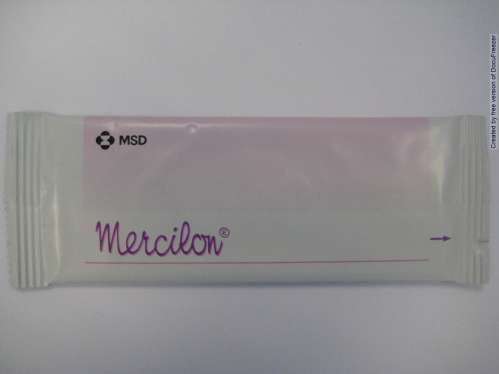 MSD
Mercilon®
Created by free version of DocuFreezer